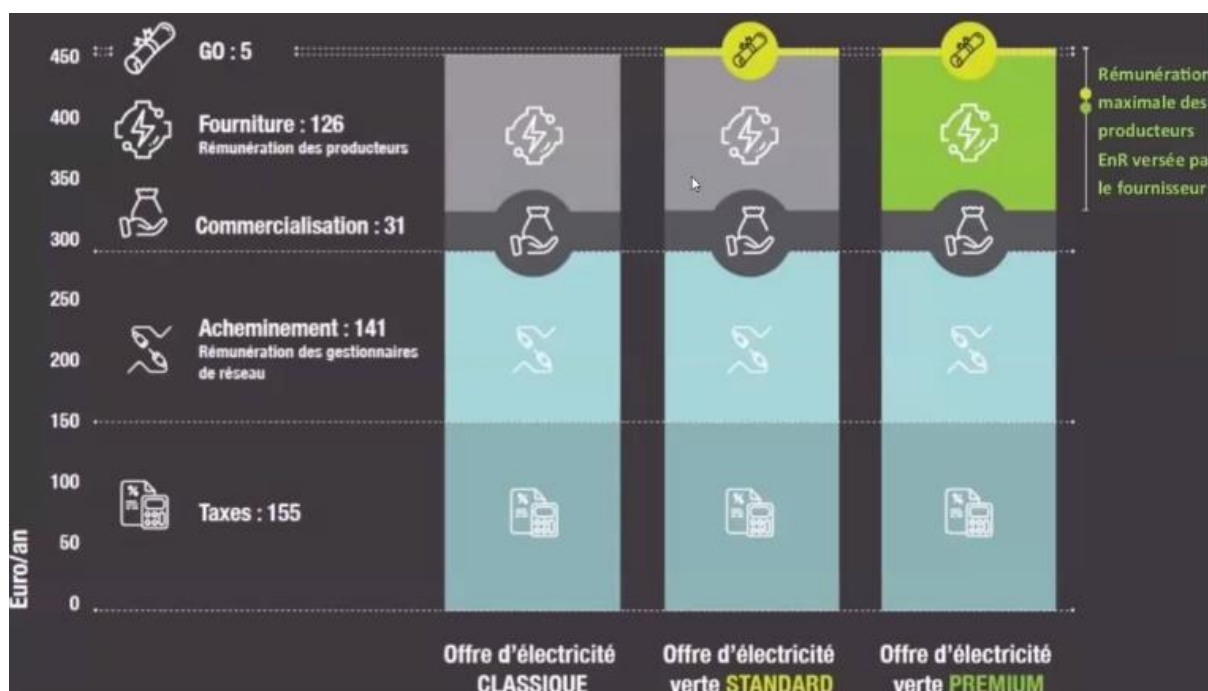 450
GO : 5
400
Fourniture : 126
Rémunération des producteurs
350
Commercialisation : 31
300
250
Acheminement : 141
Rémunération des gestionnaires
de réseau
200
150
100
Taxes : 155
50
0
Euro/an
Rémunération
maximale des
producteurs
EnR versée pa
le fournisseur
Offre d'électricité
CLASSIQUE
Offre d'électricité
verte STANDARD
Offre d'électricité
verte PREMIUM